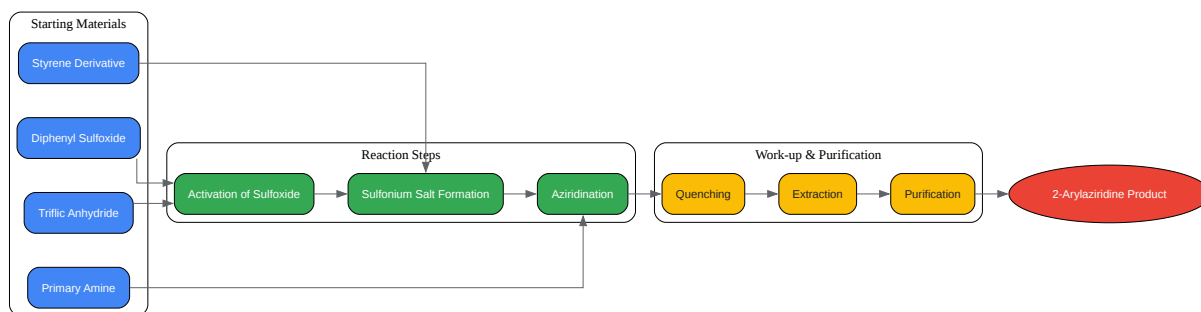 Starting Materials
Styrene Derivative
Diphenyl Sulfoxide
Triflic Anhydride
Primary Amine
Reaction Steps
Activation of Sulfoxide
Sulfonium Salt Formation
Aziridination
Work-up & Purification
Quenching
Extraction
Purification
2-Arylaziridine Product